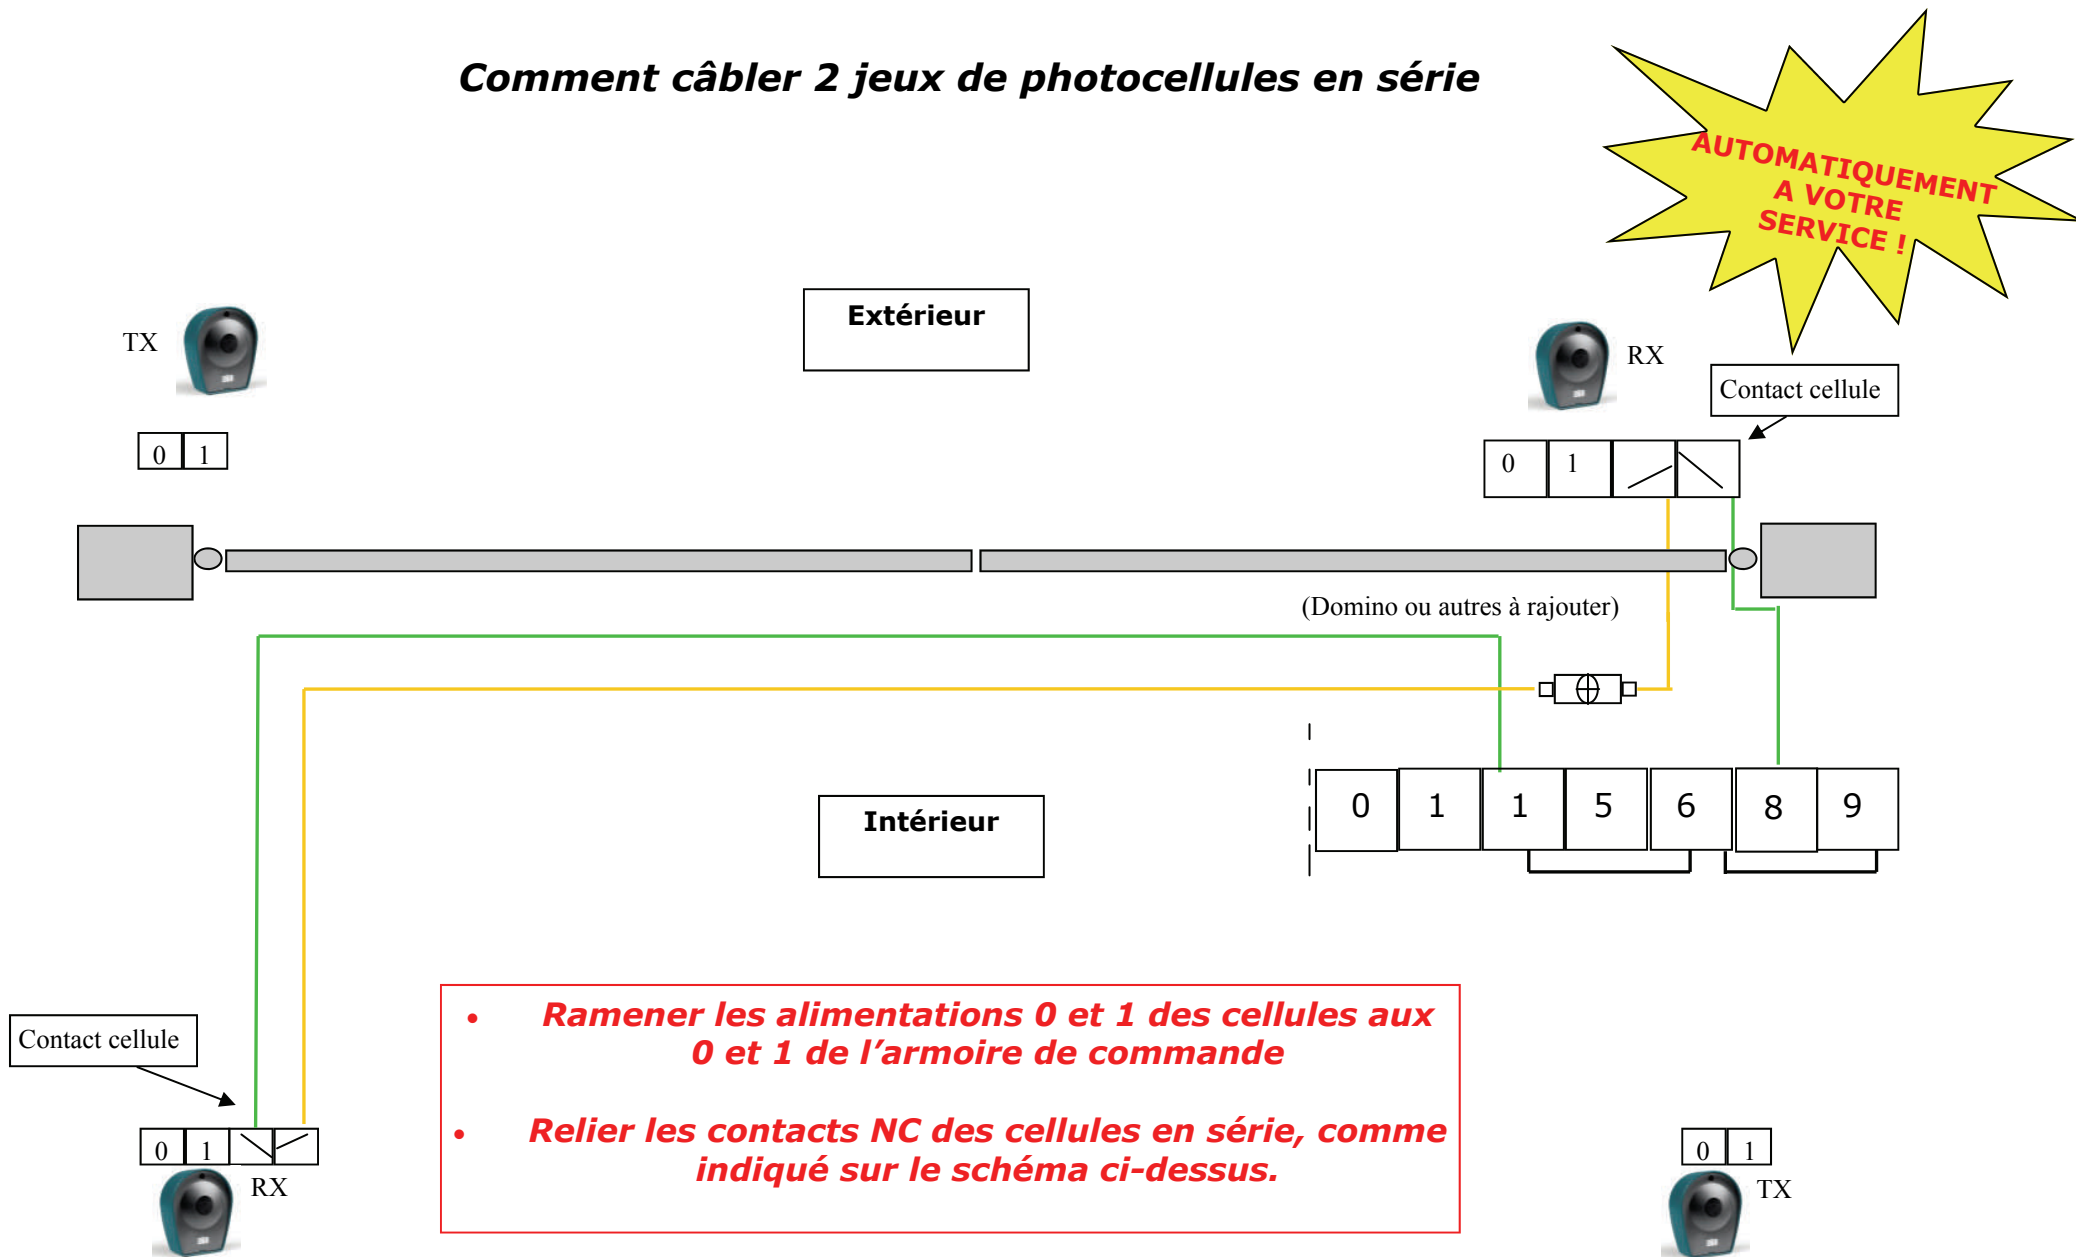 Comment câbler 2 jeux de photocellules en série
AUTOMATIQUEMENT
A VOTRE
SERVICE !
Extérieur
TX
RX
Contact cellule
0 1
0 1
(Domino ou autres à rajouter)
0 1 1 5 6 8 9
Intérieur
• Ramener les alimentations 0 et 1 des cellules aux
0 et 1 de l’armoire de commande
• Relier les contacts NC des cellules en série, comme
indiqué sur le schéma ci-dessus.
Contact cellule
0 1
RX
0 1
TX